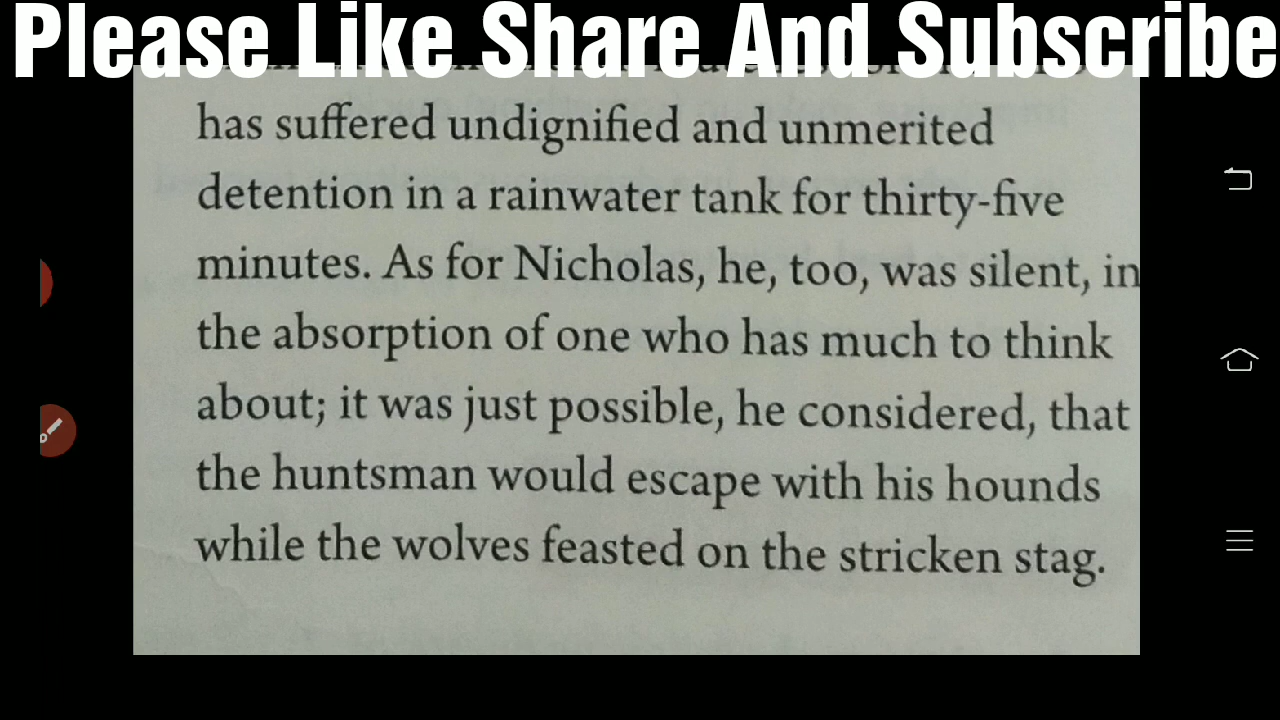 Please Like Share And Subscribe
has suffered undignified and unmerited
detention in a rainwater tank for thirty-five
minutes. As for Nicholas, he, too, was silent, in
the absorption of one who has much to think
about; it was just possible, he considered, that
the huntsman would escape with his hounds
while the wolves feasted on the stricken stag.